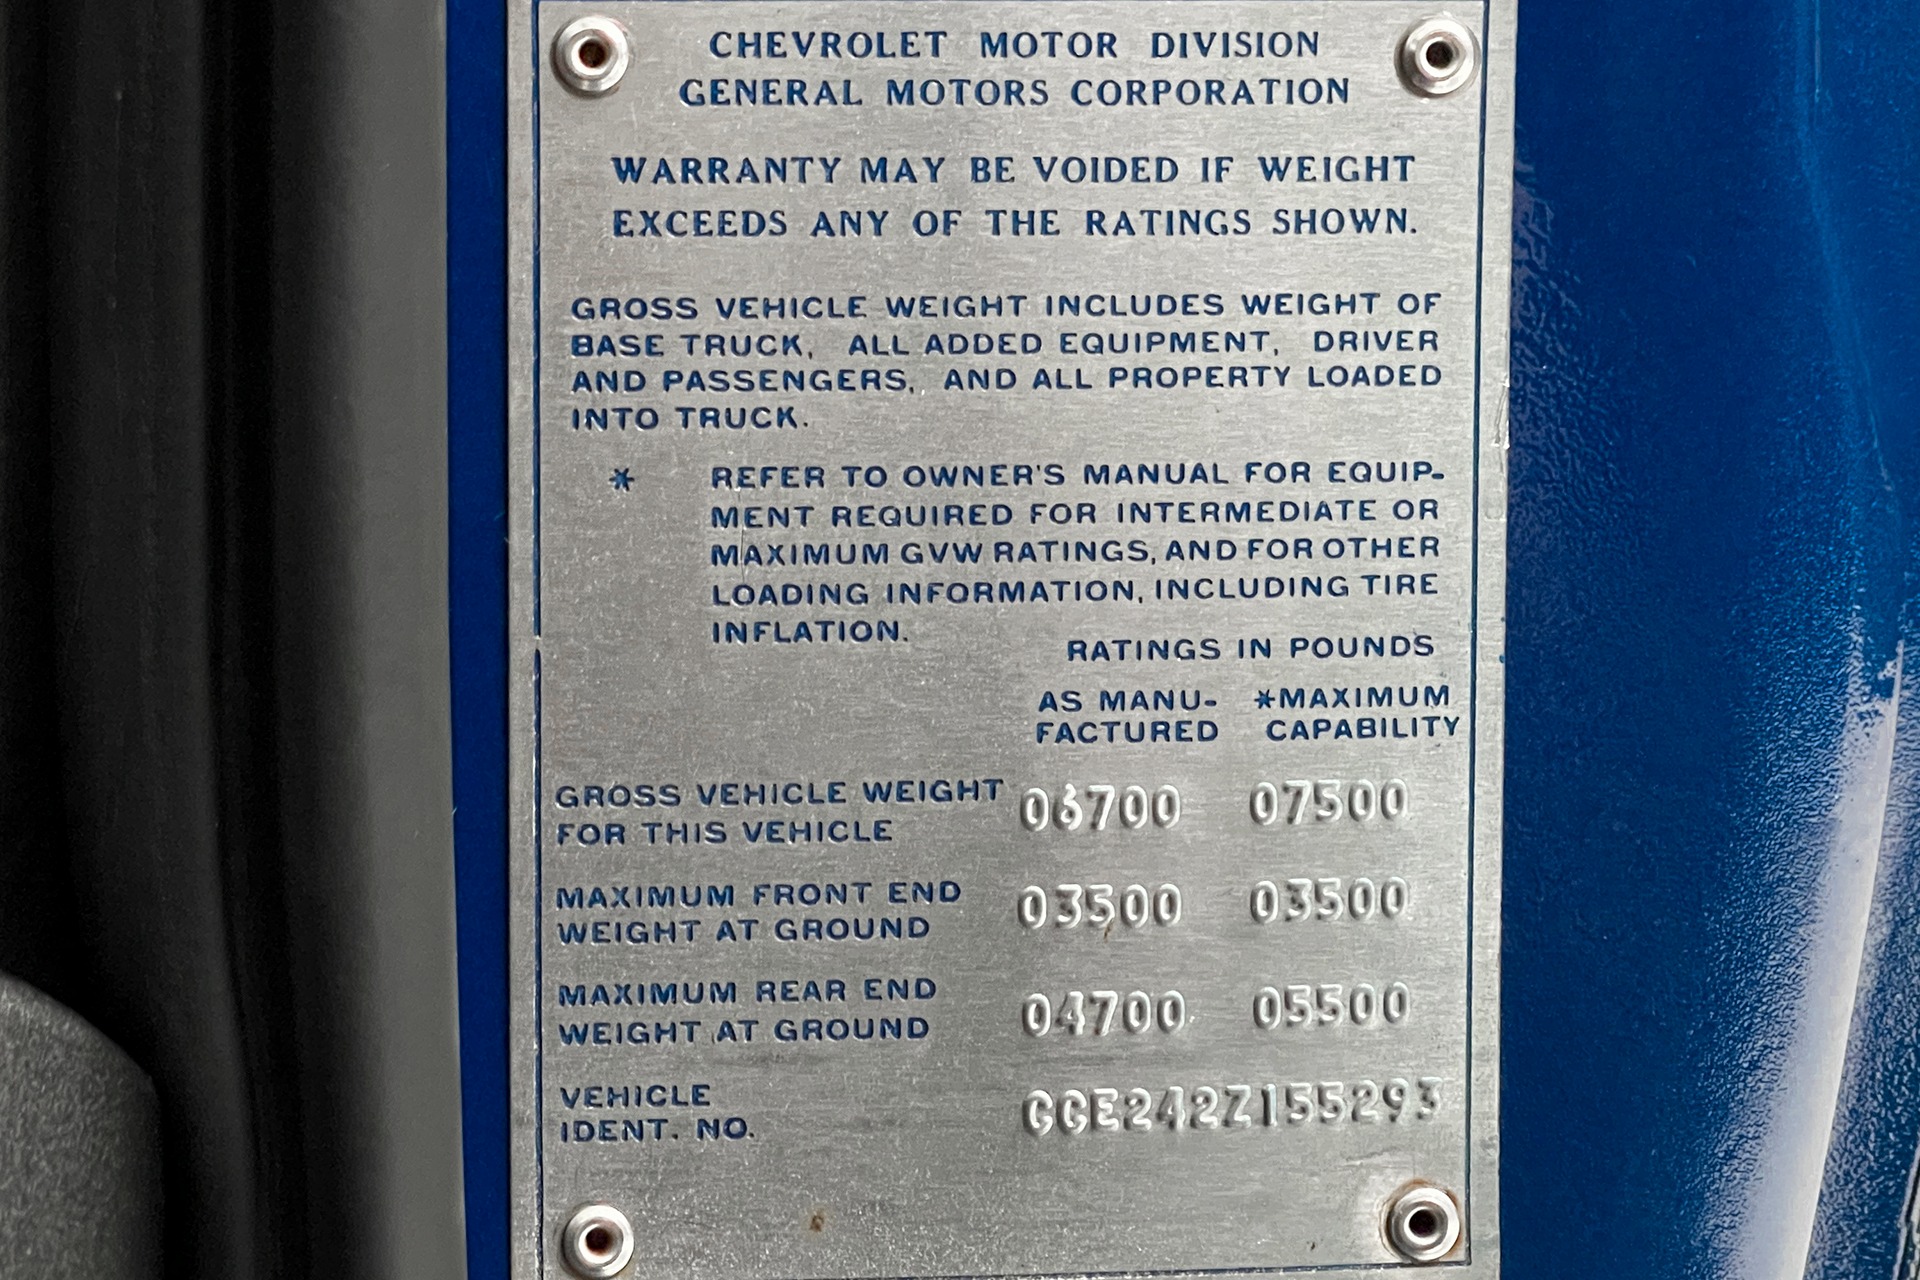 CHEVROLET MOTOR DIVISION
GENERAL MOTORS CORPORATION
WARRANTY MAY BE VOIDED IF WEIGHT
EXCEEDS ANY OF THE RATINGS SHOWN.
GROSS VEHICLE WEIGHT INCLUDES WEIGHT OF
BASE TRUCK, ALL ADDED EQUIPMENT, DRIVER
AND PASSENGERS, AND ALL PROPERTY LOADED
INTO TRUCK.
* REFER TO OWNER'S MANUAL FOR EQUIP-
MENT REQUIRED FOR INTERMEDIATE OR
MAXIMUM GVW RATINGS, AND FOR OTHER
LOADING INFORMATION, INCLUDING TIRE
INFLATION.
RATINGS IN POUNDS
AS MANU- *MAXIMUM
FACTURED CAPABILITY
GROSS VEHICLE WEIGHT 06700 07500
FOR THIS VEHICLE
MAXIMUM FRONT END 03500 03500
WEIGHT AT GROUND
MAXIMUM REAR END 04700 05500
WEIGHT AT GROUND
VEHICLE CCE242Z155293
IDENT. NO.